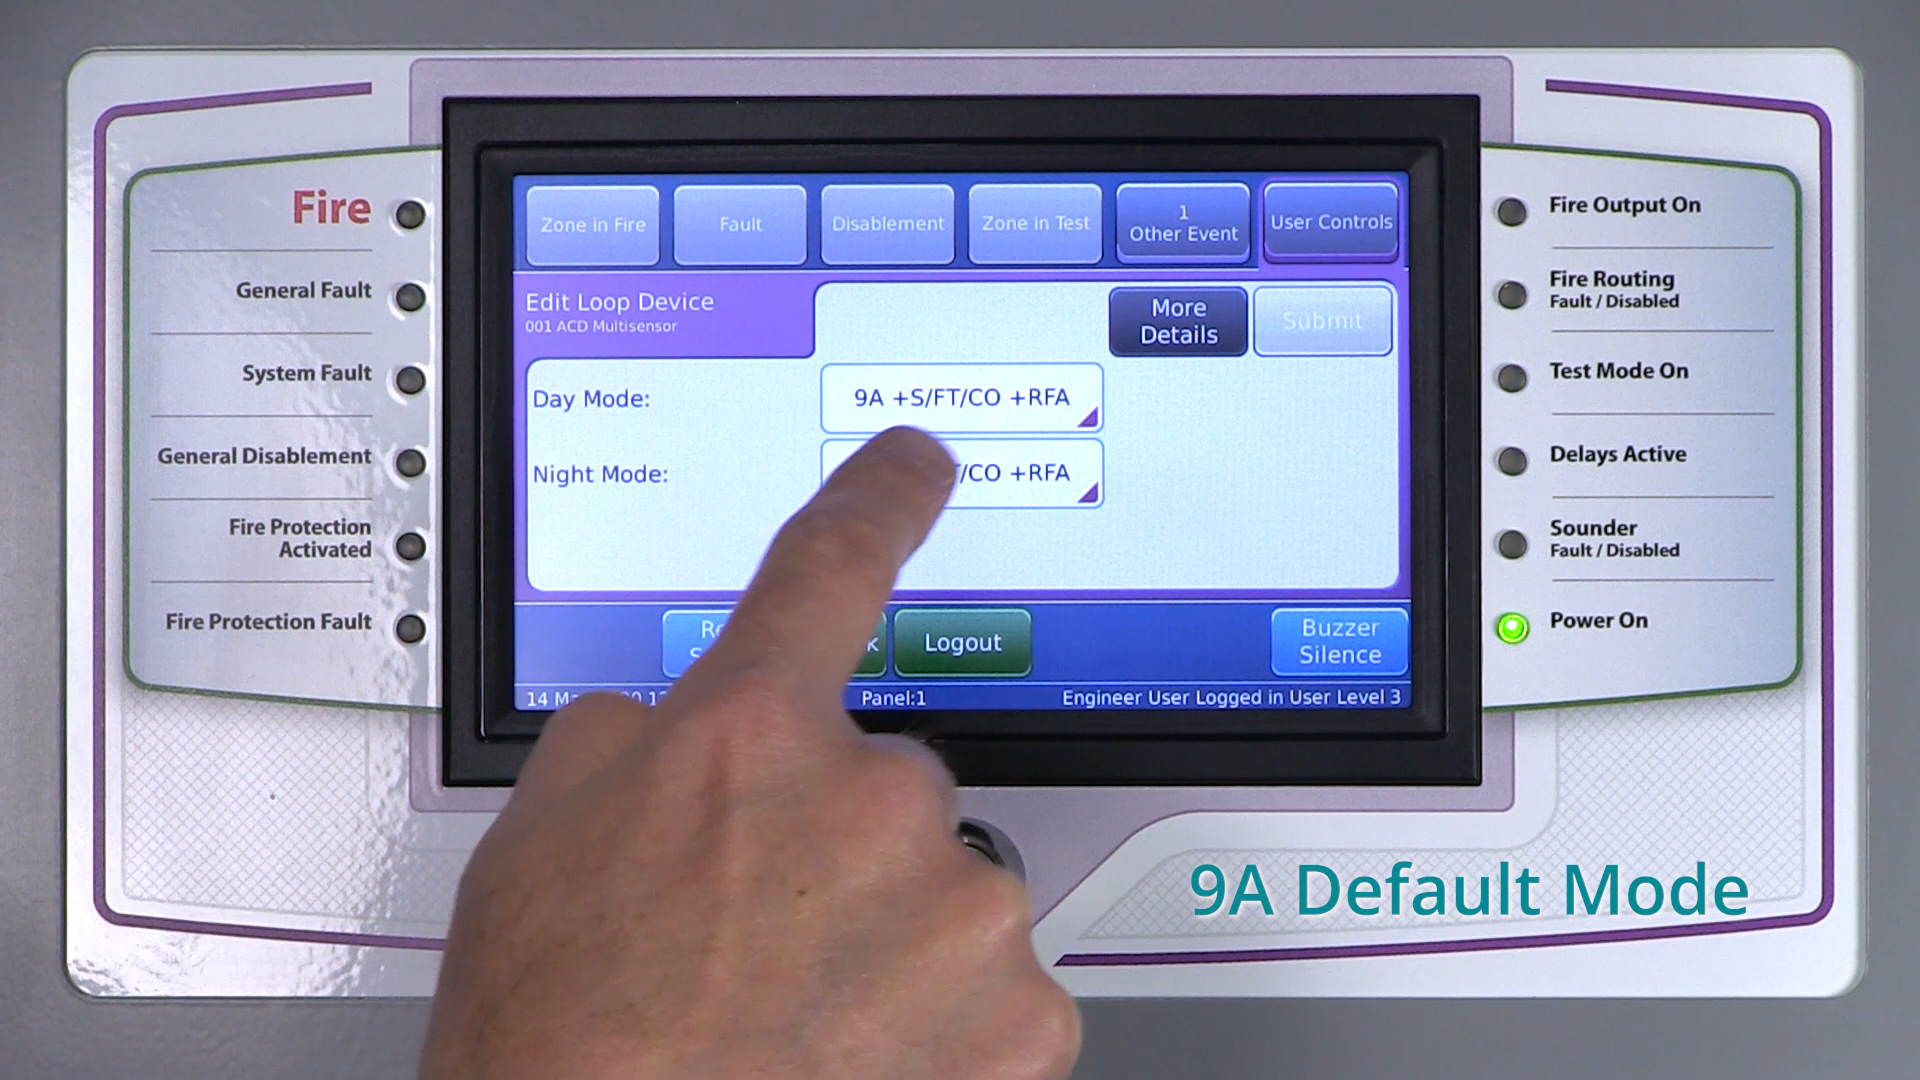 Fire
General Fault
System Fault
General Disablement
Fire Protection
Activated
Fire Protection Fault
Zone in Fire
Fault
Disablement
Zone in Test
1
Other Event
User Controls
Edit Loop Device
001 ACD Multisensor
More
Details
Submit
Day Mode:
9A +S/FT/CO +RFA
Night Mode:
/CO +RFA
Logout
Buzzer
Silence
14
Panel:1
Engineer User Logged in User Level 3
Fire Output On
Fire Routing
Fault / Disabled
Test Mode On
Delays Active
Sounder
Fault / Disabled
Power On
9A Default Mode